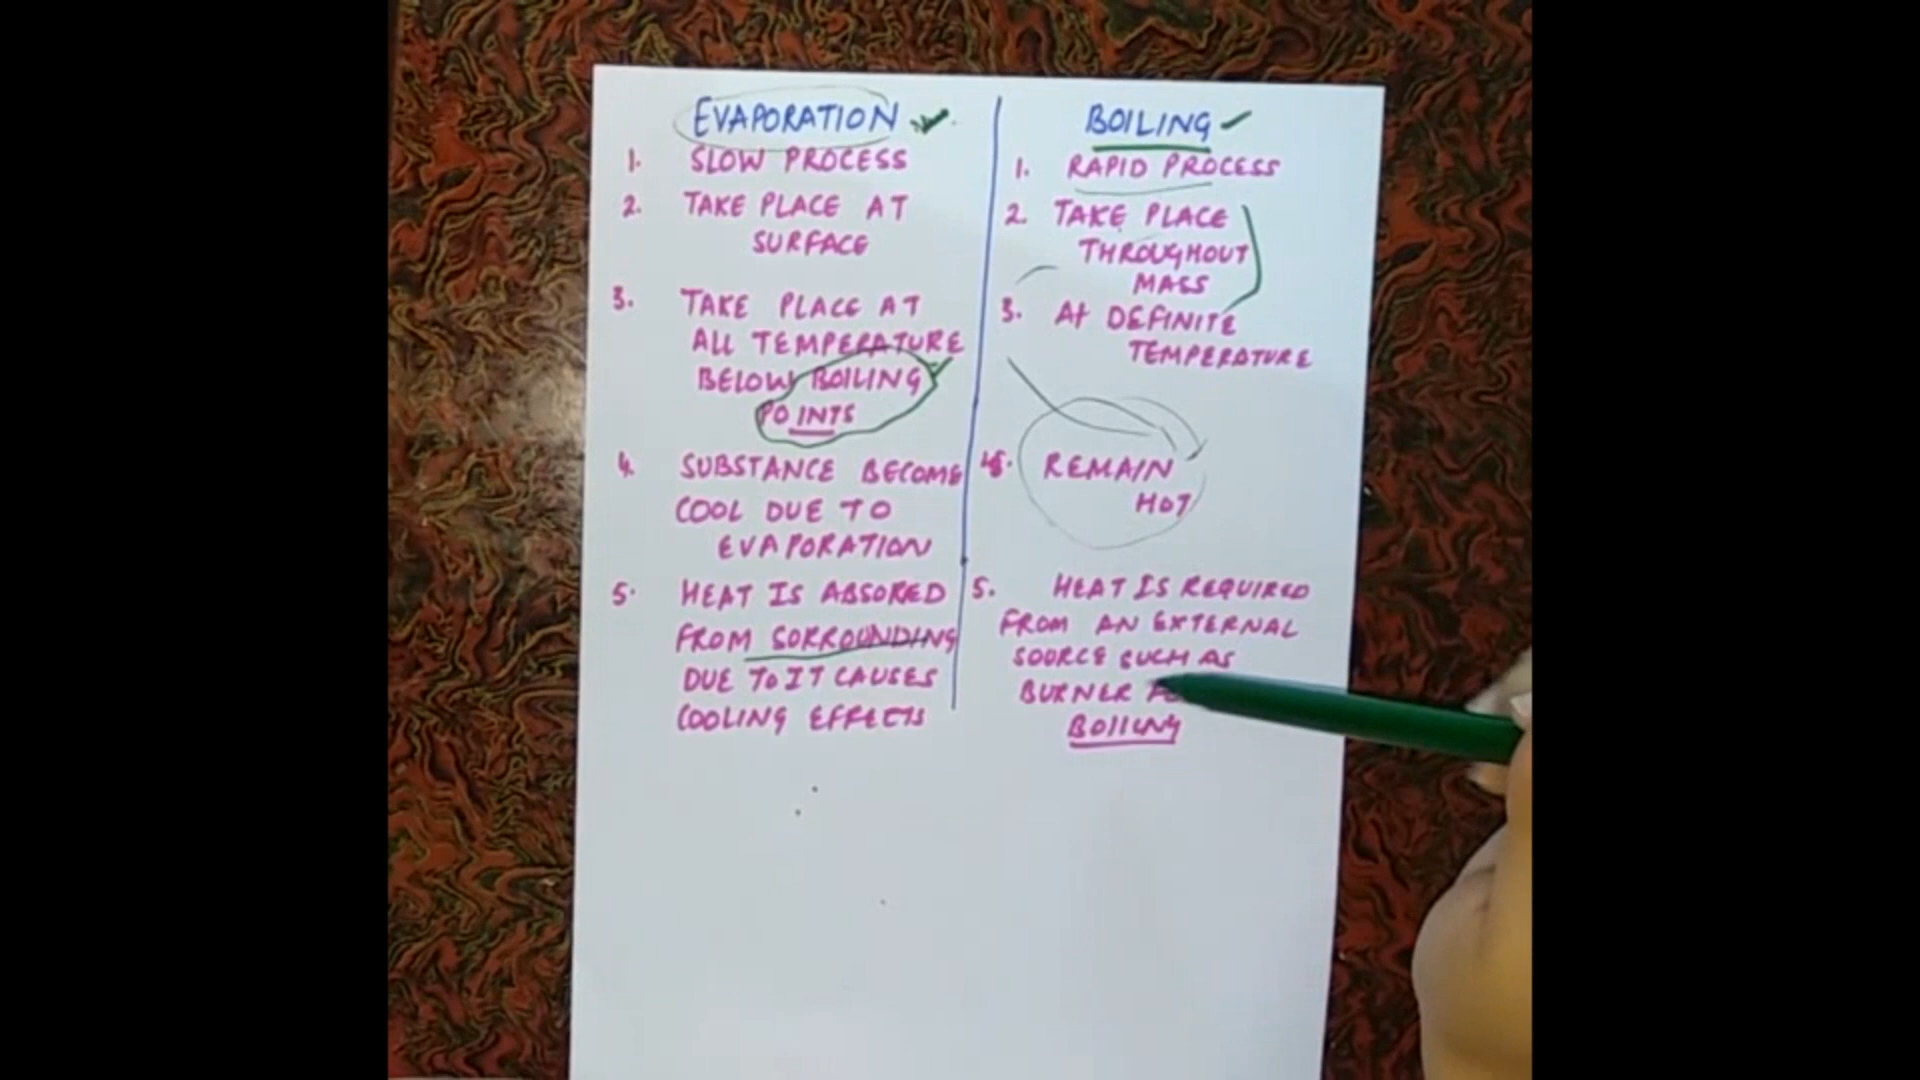 EVAPORATION
1. SLOW PROCESS
2. TAKE PLACE AT
SURFACE
3. TAKE PLACE AT
ALL TEMPERATURE
BELOW BOILING
POINTS
4. SUBSTANCE BECOME
COOL DUE TO
EVAPORATION
5. HEAT IS ABSORED
FROM SORROUNDING
DUE TO IT CAUSES
COOLING EFFECTS
BOILING
1. RAPID PROCESS
2. TAKE PLACE
THROUGHOUT
MASS
3. At DEFINITE
TEMPERATURE
4. REMAIN
HOT
5. HEAT IS REQUIRED
FROM AN EXTERNAL
SOORCE SUCH AS
BURNER
BOILING